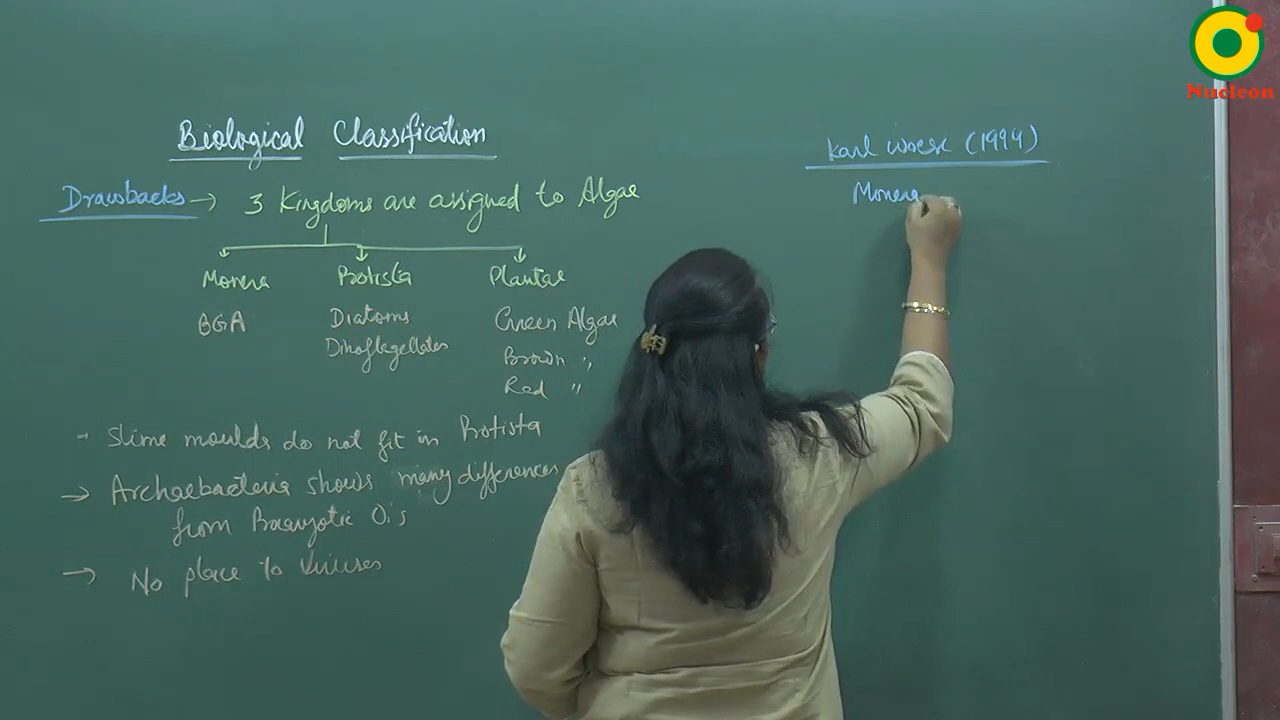 Biological Classification
Drawbacks → 3 Kingdoms are assigned to Algae
Monera Protista Plantae
BGA Diatoms Green Algae
Dinoflagellates Brown "
Red "
- Slime moulds do not fit in Protista
→ Archaebacteria shows many differences
from Procaryotic O.'s
→ No place to Viruses
Karl Woese (1994)
Monera
Nucleon